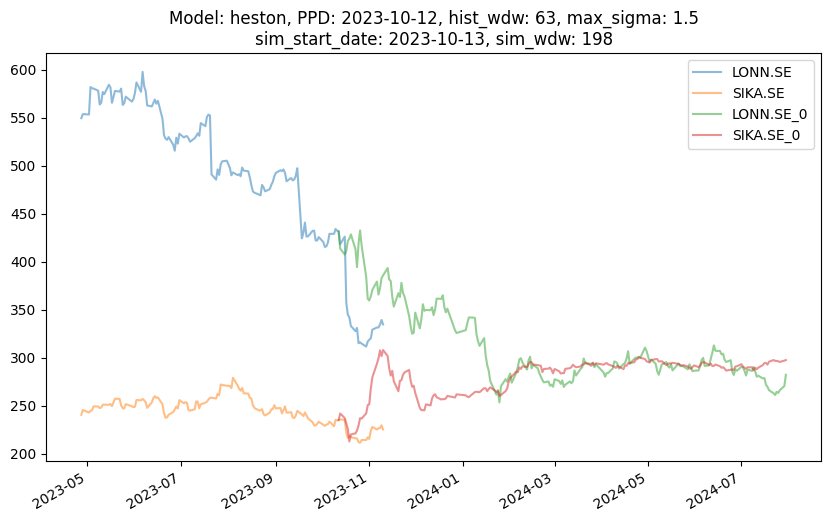 Model: heston, PPD: 2023-10-12, hist_wdw: 63, max_sigma: 1.5
sim_start_date: 2023-10-13, sim_wdw: 198
LONN.SE
SIKA.SE
LONN.SE_0
SIKA.SE_0
600
550
500
450
400
350
300
250
200
2023-05
2023-07
2023-09
2023-11
2024-01
2024-03
2024-05
2024-07